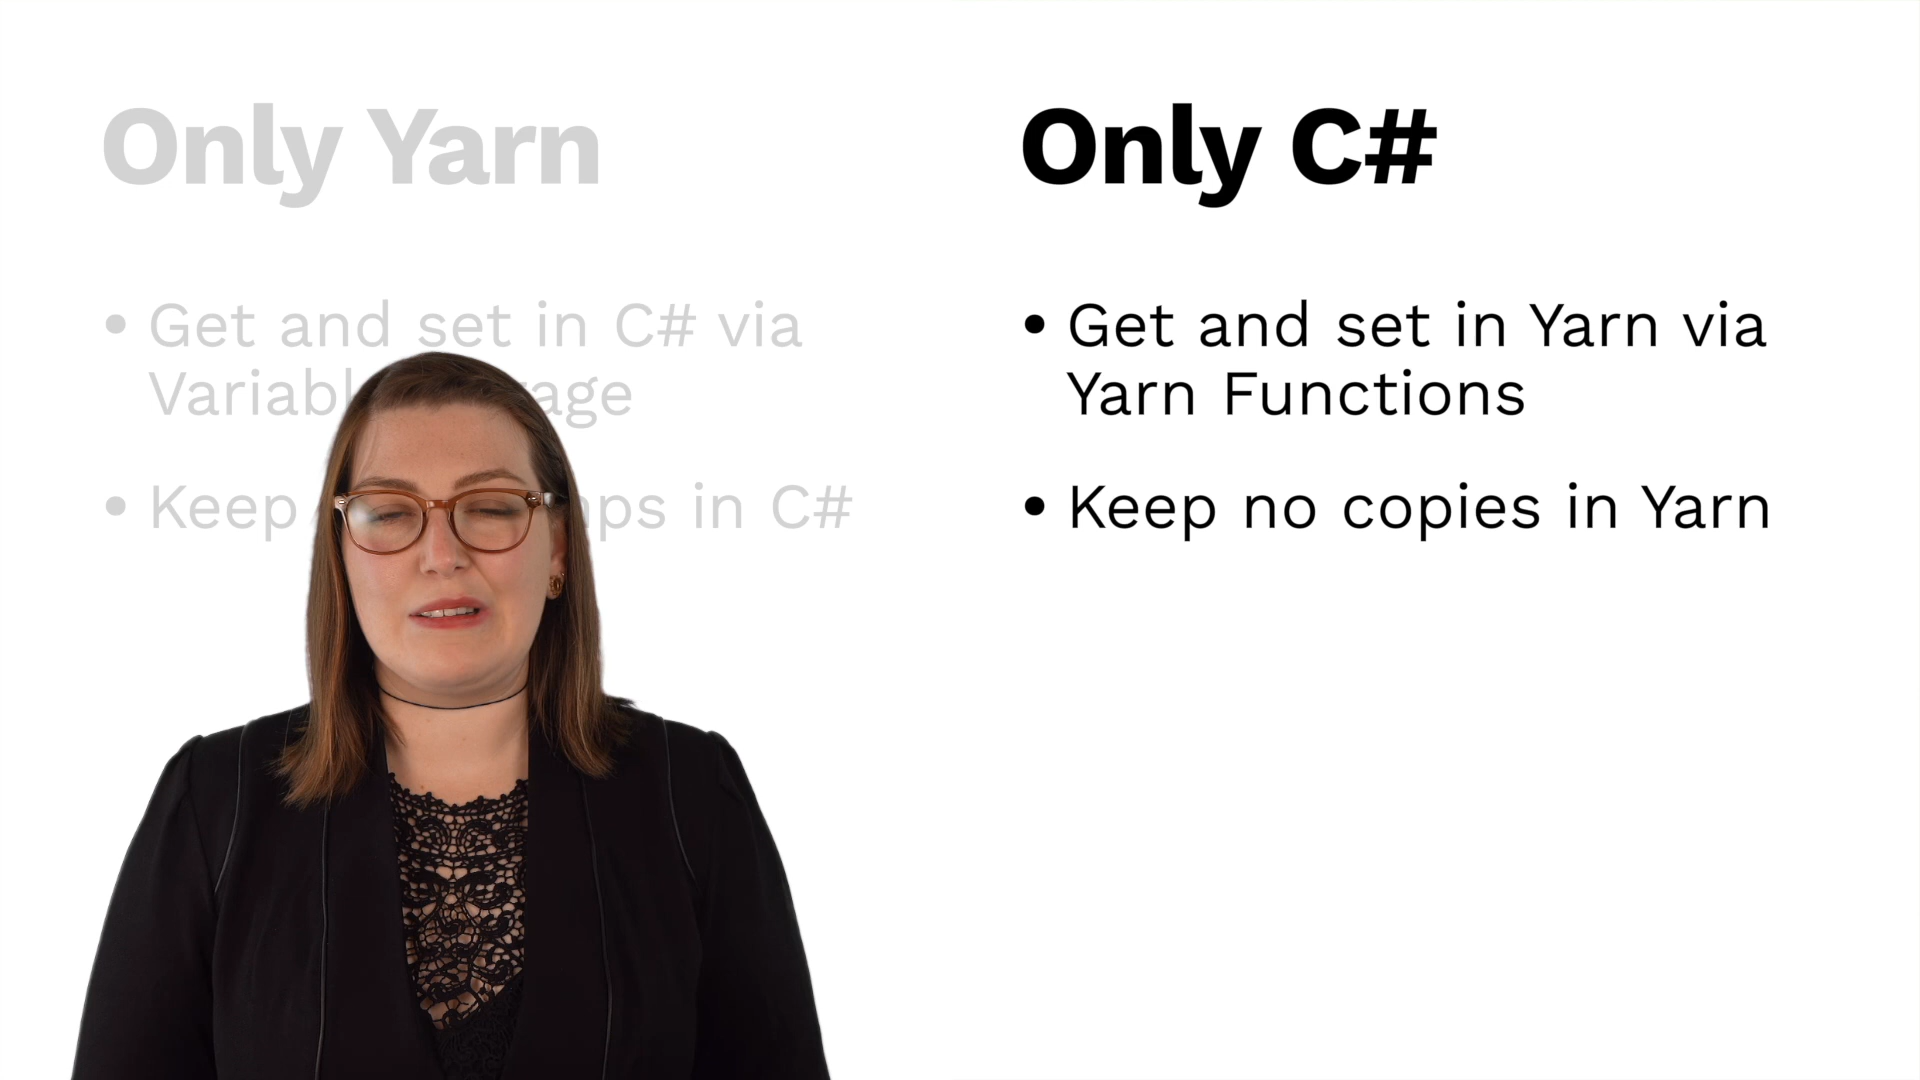 Only Yarn
• Get and set in C# via
Variabl age
• Keep ps in C#
Only C#
• Get and set in Yarn via
Yarn Functions
• Keep no copies in Yarn